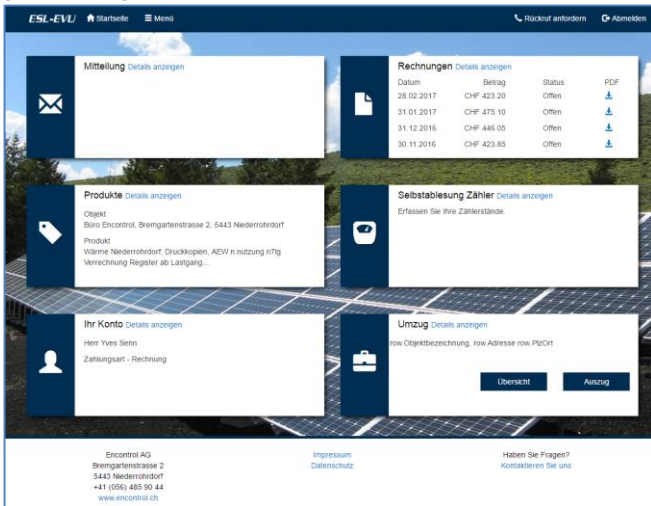 ESL-EVU Startseite Menü Rückruf anfordern Abmelden
Mitteilung Details anzeigen
Rechnungen Details anzeigen
Datum Betrag Status PDF
28.02.2017 CHF 423.20 Offen
31.01.2017 CHF 475.10 Offen
31.12.2016 CHF 446.05 Offen
30.11.2016 CHF 423.85 Offen
Produkte Details anzeigen
Objekt
Büro Encontrol, Bremgartenstrasse 2, 5443 Niederrohrdorf
Produkt
Wärme Niederrohrdorf, Druckkopien, AEW n.nutzung n7lg
Verrechnung Register ab Lastgang...
Selbstablesung Zähler Details anzeigen
Erfassen Sie Ihre Zählerstände.
Ihr Konto Details anzeigen
Herr Yves Senn
Zahlungsart - Rechnung
Umzug Details anzeigen
row.Objektbezeichnung, row.Adresse row.PlzOrt
Übersicht Auszug
Encontrol AG
Bremgartenstrasse 2
5443 Niederrohrdorf
+41 (056) 485 90 44
www.encontrol.ch
Impressum
Datenschutz
Haben Sie Fragen?
Kontaktieren Sie uns.